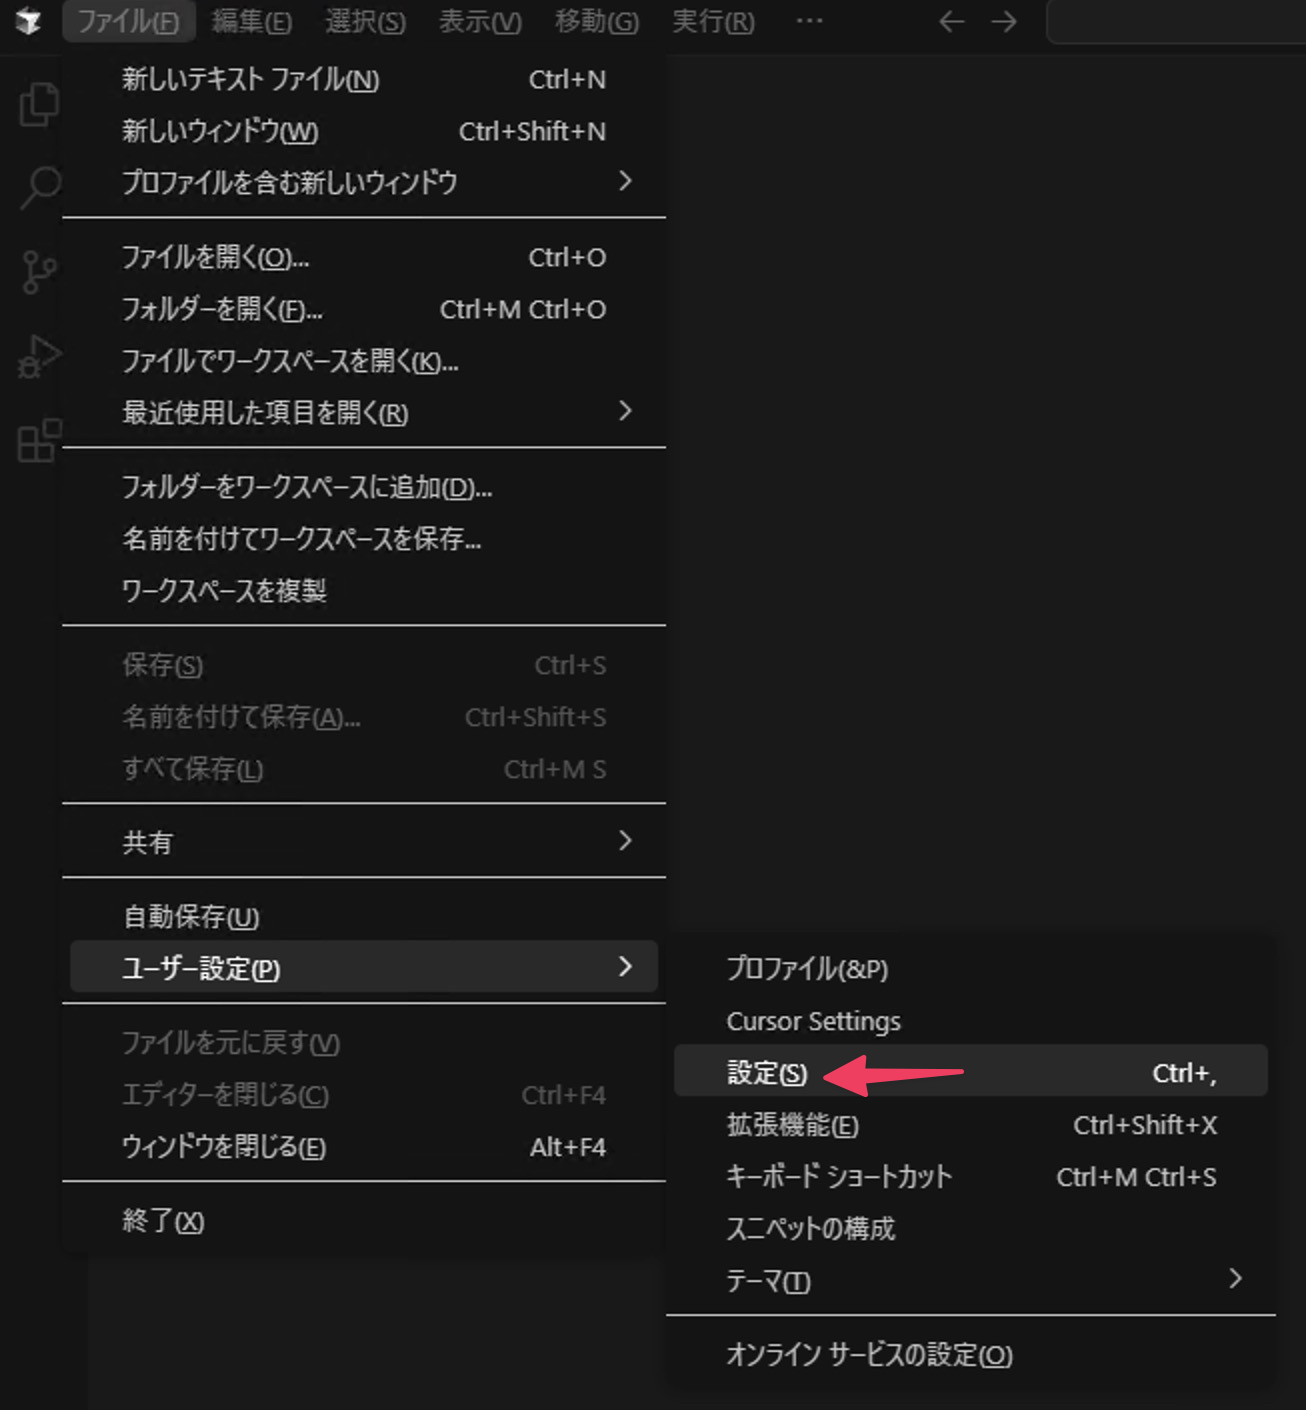 ファイル(F) 編集(E) 選択(S) 表示(V) 移動(G) 実行(R) ···
新しいテキスト ファイル(N) Ctrl+N
新しいウィンドウ(W) Ctrl+Shift+N
プロファイルを含む新しいウィンドウ
ファイルを開く(O)... Ctrl+O
フォルダーを開く(F)... Ctrl+M Ctrl+O
ファイルでワークスペースを開く(K)...
最近使用した項目を開く(R)
フォルダーをワークスペースに追加(D)...
名前を付けてワークスペースを保存...
ワークスペースを複製
保存(S) Ctrl+S
名前を付けて保存(A)... Ctrl+Shift+S
すべて保存(L) Ctrl+M S
共有
自動保存(U)
ユーザー設定(P)
ファイルを元に戻す(V)
エディターを閉じる(C) Ctrl+F4
ウィンドウを閉じる(E) Alt+F4
終了(X)
プロファイル(&P)
Cursor Settings
設定(S) Ctrl+,
拡張機能(E) Ctrl+Shift+X
キーボード ショートカット Ctrl+M Ctrl+S
スニペットの構成
テーマ(T)
オンライン サービスの設定(O)